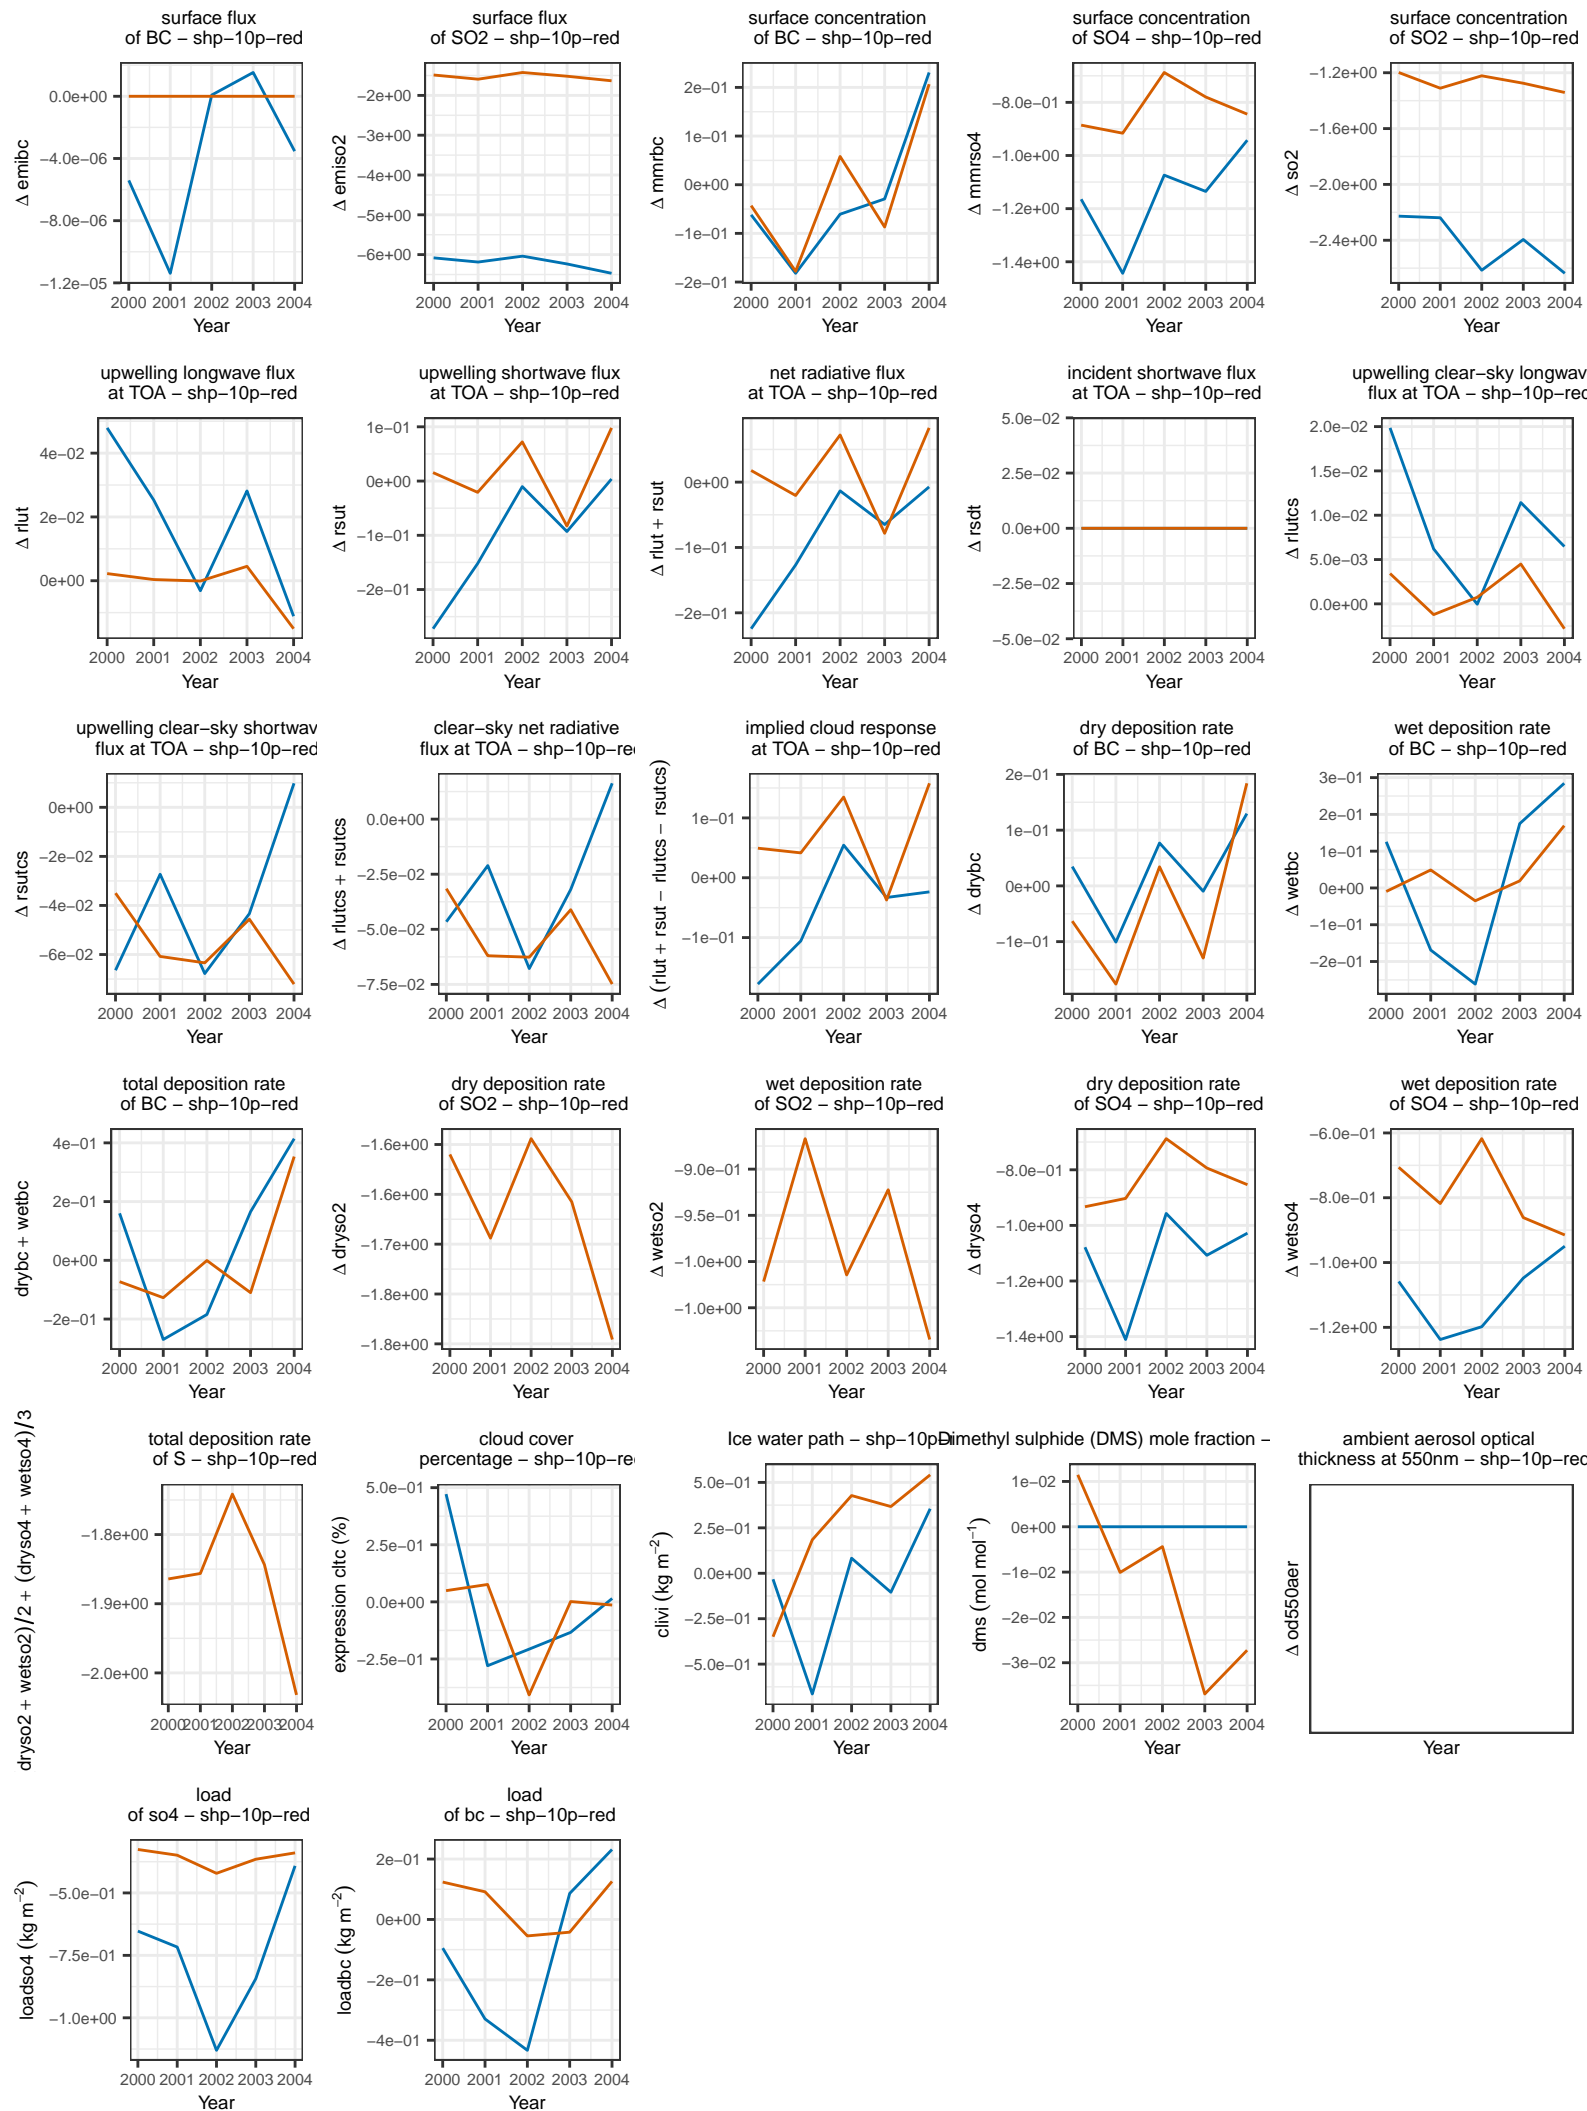 surface flux
of BC − shp−10p−red
Δ emibc
0.0e+00
−4.0e−06
−8.0e−06
−1.2e−05
2000 2001 2002 2003 2004
Year
surface flux
of SO2 − shp−10p−red
Δ emiso2
−2e+00
−3e+00
−4e+00
−5e+00
−6e+00
2000 2001 2002 2003 2004
Year
surface concentration
of BC − shp−10p−red
Δ mmrbc
2e−01
1e−01
0e+00
−1e−01
−2e−01
2000 2001 2002 2003 2004
Year
surface concentration
of SO4 − shp−10p−red
Δ mmrso4
−8.0e−01
−1.0e+00
−1.2e+00
−1.4e+00
2000 2001 2002 2003 2004
Year
surface concentration
of SO2 − shp−10p−red
Δ so2
−1.2e+00
−1.6e+00
−2.0e+00
−2.4e+00
2000 2001 2002 2003 2004
Year
upwelling longwave flux
at TOA − shp−10p−red
Δ rlut
4e−02
2e−02
0e+00
2000 2001 2002 2003 2004
Year
upwelling shortwave flux
at TOA − shp−10p−red
Δ rsut
1e−01
0e+00
−1e−01
−2e−01
2000 2001 2002 2003 2004
Year
net radiative flux
at TOA − shp−10p−red
Δ rlut + rsut
0e+00
−1e−01
−2e−01
2000 2001 2002 2003 2004
Year
incident shortwave flux
at TOA − shp−10p−red
Δ rsdt
5.0e−02
2.5e−02
0.0e+00
−2.5e−02
−5.0e−02
2000 2001 2002 2003 2004
Year
upwelling clear−sky longwav
flux at TOA − shp−10p−red
Δ rlutcs
2.0e−02
1.5e−02
1.0e−02
5.0e−03
0.0e+00
2000 2001 2002 2003 2004
Year
upwelling clear−sky shortwav
flux at TOA − shp−10p−red
Δ rsutcs
0e+00
−2e−02
−4e−02
−6e−02
2000 2001 2002 2003 2004
Year
clear−sky net radiative
flux at TOA − shp−10p−re
Δ rlutcs + rsutcs
0.0e+00
−2.5e−02
−5.0e−02
−7.5e−02
2000 2001 2002 2003 2004
Year
implied cloud response
at TOA − shp−10p−red
Δ (rlut + rsut − rlutcs − rsutcs)
1e−01
0e+00
−1e−01
2000 2001 2002 2003 2004
Year
dry deposition rate
of BC − shp−10p−red
Δ drybc
2e−01
1e−01
0e+00
−1e−01
2000 2001 2002 2003 2004
Year
wet deposition rate
of BC − shp−10p−red
Δ wetbc
3e−01
2e−01
1e−01
0e+00
−1e−01
−2e−01
2000 2001 2002 2003 2004
Year
total deposition rate
of BC − shp−10p−red
drybc + wetbc
4e−01
2e−01
0e+00
−2e−01
2000 2001 2002 2003 2004
Year
dry deposition rate
of SO2 − shp−10p−red
Δ dryso2
−1.6e+00
−1.6e+00
−1.7e+00
−1.8e+00
−1.8e+00
2000 2001 2002 2003 2004
Year
wet deposition rate
of SO2 − shp−10p−red
Δ wetso2
−9.0e−01
−9.5e−01
−1.0e+00
−1.0e+00
2000 2001 2002 2003 2004
Year
dry deposition rate
of SO4 − shp−10p−red
Δ dryso4
−8.0e−01
−1.0e+00
−1.2e+00
−1.4e+00
2000 2001 2002 2003 2004
Year
wet deposition rate
of SO4 − shp−10p−red
Δ wetso4
−6.0e−01
−8.0e−01
−1.0e+00
−1.2e+00
2000 2001 2002 2003 2004
Year
total deposition rate
of S − shp−10p−red
dryso2 + wetso2)/2 + (dryso4 + wetso4)/3
−1.8e+00
−1.9e+00
−2.0e+00
2000 2001 2002 2003 2004
Year
cloud cover
percentage − shp−10p−re
expression cltc (%)
5.0e−01
2.5e−01
0.0e+00
−2.5e−01
2000 2001 2002 2003 2004
Year
Ice water path − shp−10p−
clivi (kg m−2)
5.0e−01
2.5e−01
0.0e+00
−2.5e−01
−5.0e−01
2000 2001 2002 2003 2004
Year
Dimethyl sulphide (DMS) mole fraction −
dms (mol mol−1)
1e−02
0e+00
−1e−02
−2e−02
−3e−02
2000 2001 2002 2003 2004
Year
ambient aerosol optical
thickness at 550nm − shp−10p−red
Δ od550aer
Year
load
of so4 − shp−10p−red
loadso4 (kg m−2)
−5.0e−01
−7.5e−01
−1.0e+00
2000 2001 2002 2003 2004
Year
load
of bc − shp−10p−red
loadbc (kg m−2)
2e−01
0e+00
−2e−01
−4e−01
2000 2001 2002 2003 2004
Year